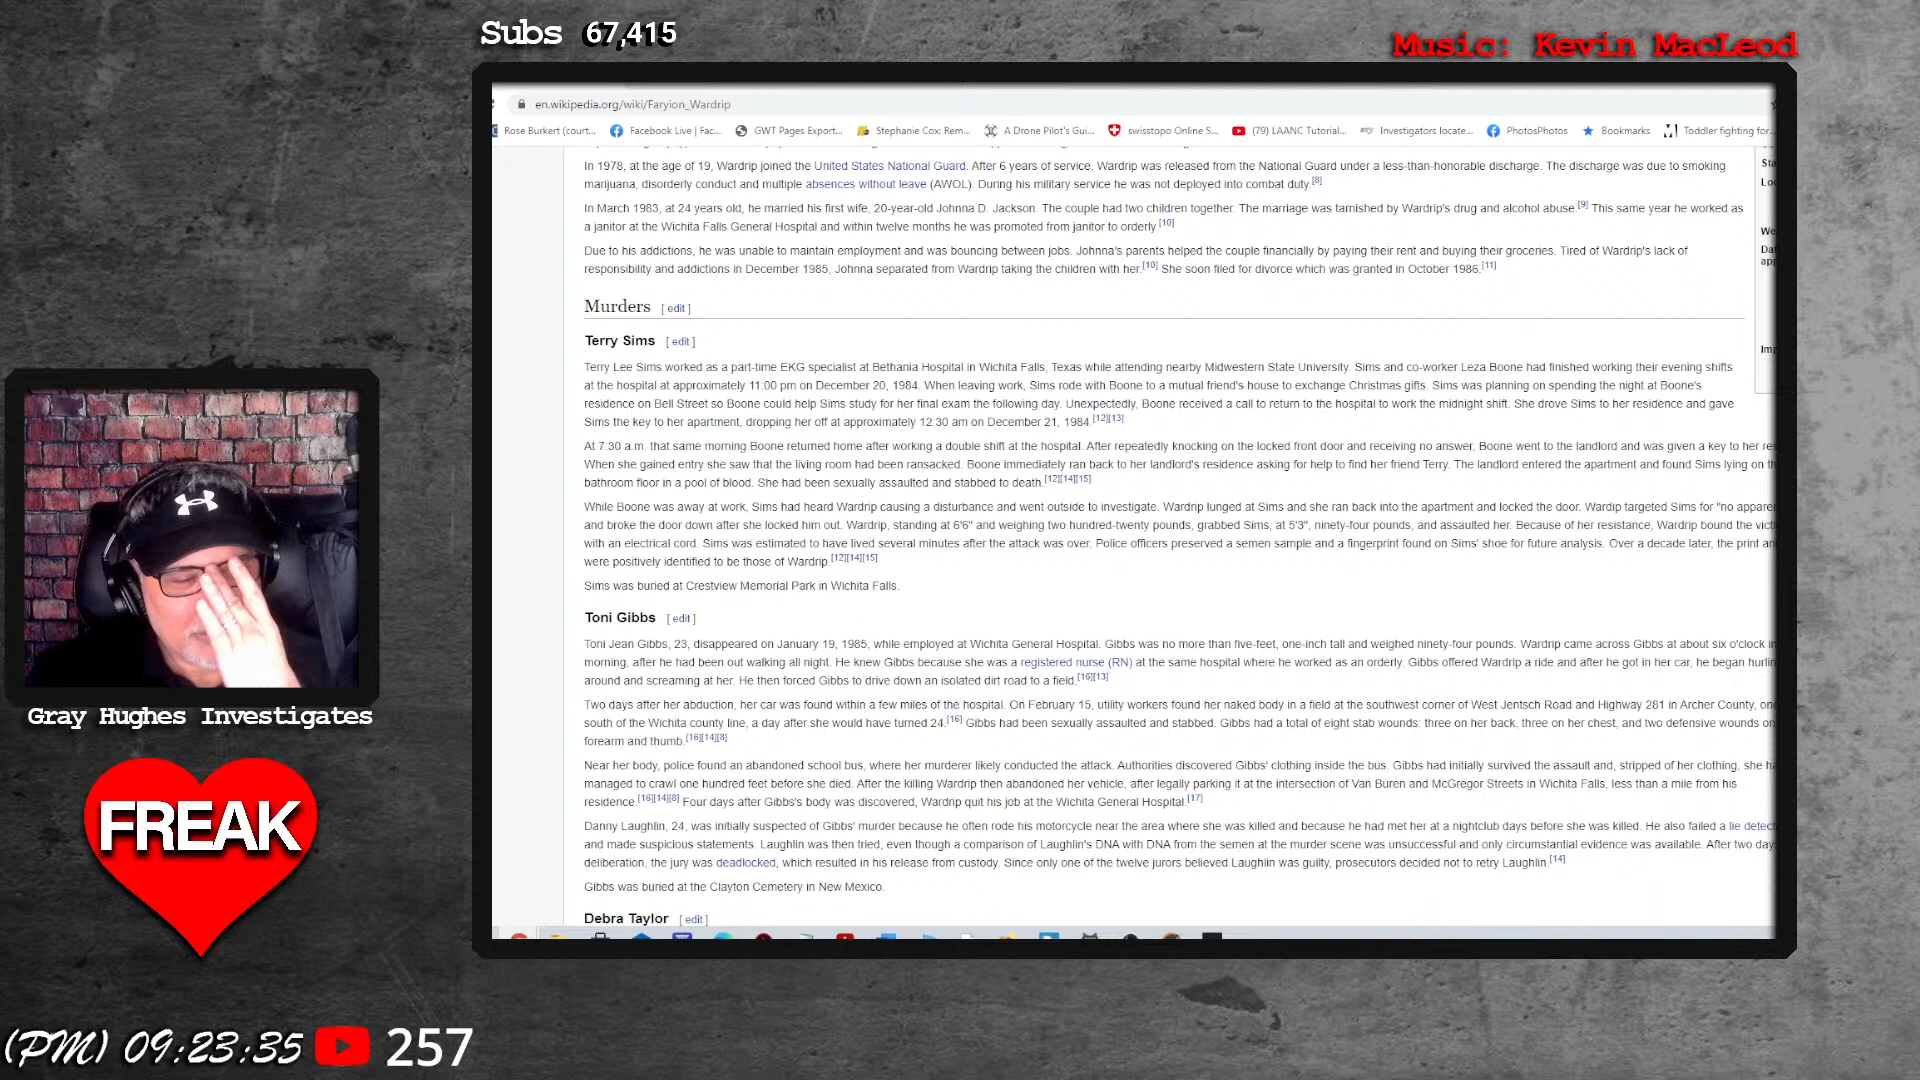 Subs 67,415
Music: Kevin MacLeod
en.wikipedia.org/wiki/Faryion_Wardrip
Rose Burkert (court... Facebook Live | Fac... GWT Pages Export... Stephanie Cox: Rem... A Drone Pilot's Gui... swisstopo Online S... (79) LAANC Tutorial... Investigators locate... PhotosPhotos Bookmarks Toddler fighting for...
In 1978, at the age of 19, Wardrip joined the United States National Guard. After 6 years of service, Wardrip was released from the National Guard under a less-than-honorable discharge. The discharge was due to smoking
marijuana, disorderly conduct and multiple absences without leave (AWOL). During his military service he was not deployed into combat duty.[8]
In March 1983, at 24 years old, he married his first wife, 20-year-old Johnna D. Jackson. The couple had two children together. The marriage was tarnished by Wardrip's drug and alcohol abuse.[9] This same year he worked as
a janitor at the Wichita Falls General Hospital and within twelve months he was promoted from janitor to orderly.[10]
Due to his addictions, he was unable to maintain employment and was bouncing between jobs. Johnna's parents helped the couple financially by paying their rent and buying their groceries. Tired of Wardrip's lack of
responsibility and addictions in December 1985, Johnna separated from Wardrip taking the children with her.[10] She soon filed for divorce which was granted in October 1986.[11]
Murders [ edit ]
Terry Sims [ edit ]
Terry Lee Sims worked as a part-time EKG specialist at Bethania Hospital in Wichita Falls, Texas while attending nearby Midwestern State University. Sims and co-worker Leza Boone had finished working their evening shifts
at the hospital at approximately 11:00 pm on December 20, 1984. When leaving work, Sims rode with Boone to a mutual friend's house to exchange Christmas gifts. Sims was planning on spending the night at Boone's
residence on Bell Street so Boone could help Sims study for her final exam the following day. Unexpectedly, Boone received a call to return to the hospital to work the midnight shift. She drove Sims to her residence and gave
Sims the key to her apartment, dropping her off at approximately 12:30 am on December 21, 1984.[12][13]
At 7:30 a.m. that same morning Boone returned home after working a double shift at the hospital. After repeatedly knocking on the locked front door and receiving no answer, Boone went to the landlord and was given a key to her res
When she gained entry she saw that the living room had been ransacked. Boone immediately ran back to her landlord's residence asking for help to find her friend Terry. The landlord entered the apartment and found Sims lying on th
bathroom floor in a pool of blood. She had been sexually assaulted and stabbed to death.[12][14][15]
While Boone was away at work, Sims had heard Wardrip causing a disturbance and went outside to investigate. Wardrip lunged at Sims and she ran back into the apartment and locked the door. Wardrip targeted Sims for "no appare
and broke the door down after she locked him out. Wardrip, standing at 6'6" and weighing two hundred-twenty pounds, grabbed Sims, at 5'3", ninety-four pounds, and assaulted her. Because of her resistance, Wardrip bound the victi
with an electrical cord. Sims was estimated to have lived several minutes after the attack was over. Police officers preserved a semen sample and a fingerprint found on Sims' shoe for future analysis. Over a decade later, the print an
were positively identified to be those of Wardrip.[12][14][15]
Sims was buried at Crestview Memorial Park in Wichita Falls.
Toni Gibbs [ edit ]
Toni Jean Gibbs, 23, disappeared on January 19, 1985, while employed at Wichita General Hospital. Gibbs was no more than five-feet, one-inch tall and weighed ninety-four pounds. Wardrip came across Gibbs at about six o'clock in
morning, after he had been out walking all night. He knew Gibbs because she was a registered nurse (RN) at the same hospital where he worked as an orderly. Gibbs offered Wardrip a ride and after he got in her car, he began hurlin
around and screaming at her. He then forced Gibbs to drive down an isolated dirt road to a field.[16][13]
Two days after her abduction, her car was found within a few miles of the hospital. On February 15, utility workers found her naked body in a field at the southwest corner of West Jentsch Road and Highway 281 in Archer County, one
south of the Wichita county line, a day after she would have turned 24.[16] Gibbs had been sexually assaulted and stabbed. Gibbs had a total of eight stab wounds: three on her back, three on her chest, and two defensive wounds on
forearm and thumb.[16][14][8]
Near her body, police found an abandoned school bus, where her murderer likely conducted the attack. Authorities discovered Gibbs' clothing inside the bus. Gibbs had initially survived the assault and, stripped of her clothing, she ha
managed to crawl one hundred feet before she died. After the killing Wardrip then abandoned her vehicle, after legally parking it at the intersection of Van Buren and McGregor Streets in Wichita Falls, less than a mile from his
residence.[16][14][8] Four days after Gibbs's body was discovered, Wardrip quit his job at the Wichita General Hospital.[17]
Danny Laughlin, 24, was initially suspected of Gibbs' murder because he often rode his motorcycle near the area where she was killed and because he had met her at a nightclub days before she was killed. He also failed a lie detect
and made suspicious statements. Laughlin was then tried, even though a comparison of Laughlin's DNA with DNA from the semen at the murder scene was unsuccessful and only circumstantial evidence was available. After two day
deliberation, the jury was deadlocked, which resulted in his release from custody. Since only one of the twelve jurors believed Laughlin was guilty, prosecutors decided not to retry Laughlin.[14]
Gibbs was buried at the Clayton Cemetery in New Mexico.
Debra Taylor [ edit ]
Sta
Loc
We
Dat
app
Imp
Gray Hughes Investigates
FREAK
(PM) 09:23:35 257